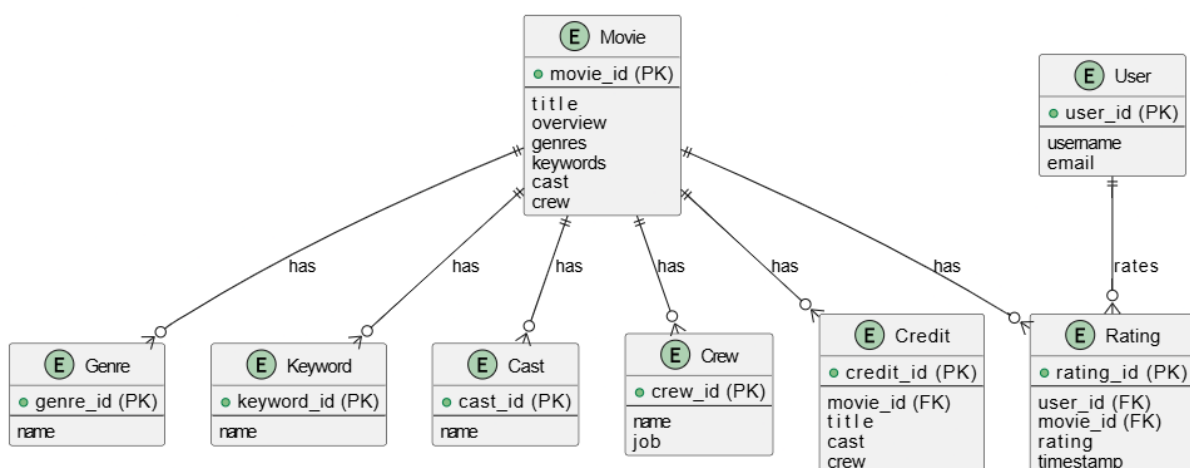 E Movie
movie_id (PK)
title
overview
genres
keywords
cast
crew
E User
user_id (PK)
username
email
has
has
has
has
has
has
rates
E Genre
genre_id (PK)
name
E Keyword
keyword_id (PK)
name
E Cast
cast_id (PK)
name
E Crew
crew_id (PK)
name
job
E Credit
credit_id (PK)
movie_id (FK)
title
cast
crew
E Rating
rating_id (PK)
user_id (FK)
movie_id (FK)
rating
timestamp